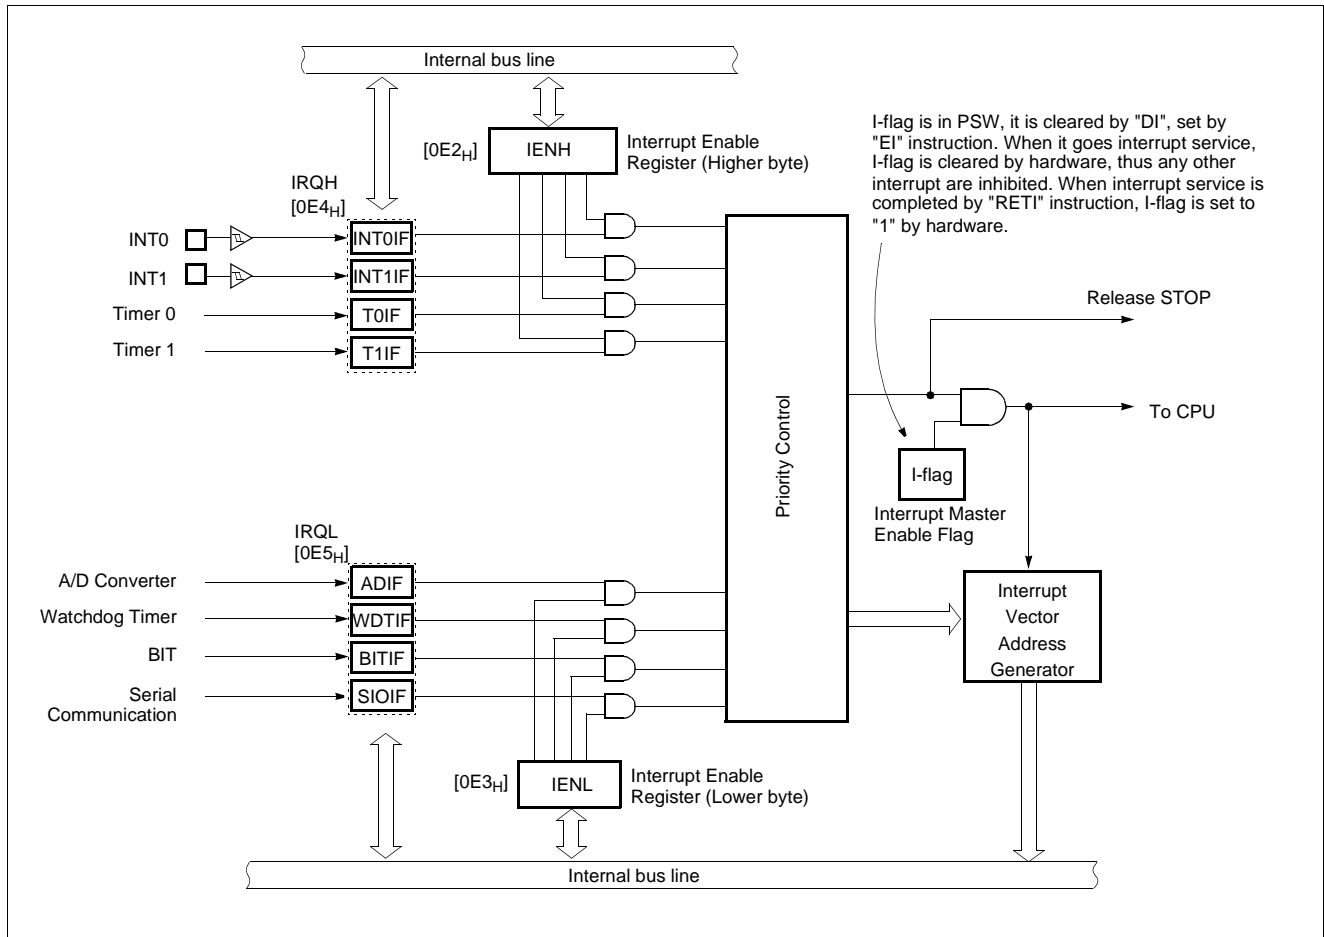 Internal bus line
I-flag is in PSW, it is cleared by "DI", set by
"EI" instruction. When it goes interrupt service,
I-flag is cleared by hardware, thus any other
interrupt are inhibited. When interrupt service is
completed by "RETI" instruction, I-flag is set to
"1" by hardware.
[0E2H]
IENH
Interrupt Enable
Register (Higher byte)
IRQH
[0E4H]
INT0
INT0IF
INT1
INT1IF
Timer 0
T0IF
Timer 1
T1IF
Release STOP
To CPU
Priority Control
I-flag
Interrupt Master
Enable Flag
IRQL
[0E5H]
A/D Converter
ADIF
Watchdog Timer
WDTIF
BIT
BITIF
Serial
Communication
SIOIF
Interrupt
Vector
Address
Generator
[0E3H]
IENL
Interrupt Enable
Register (Lower byte)
Internal bus line